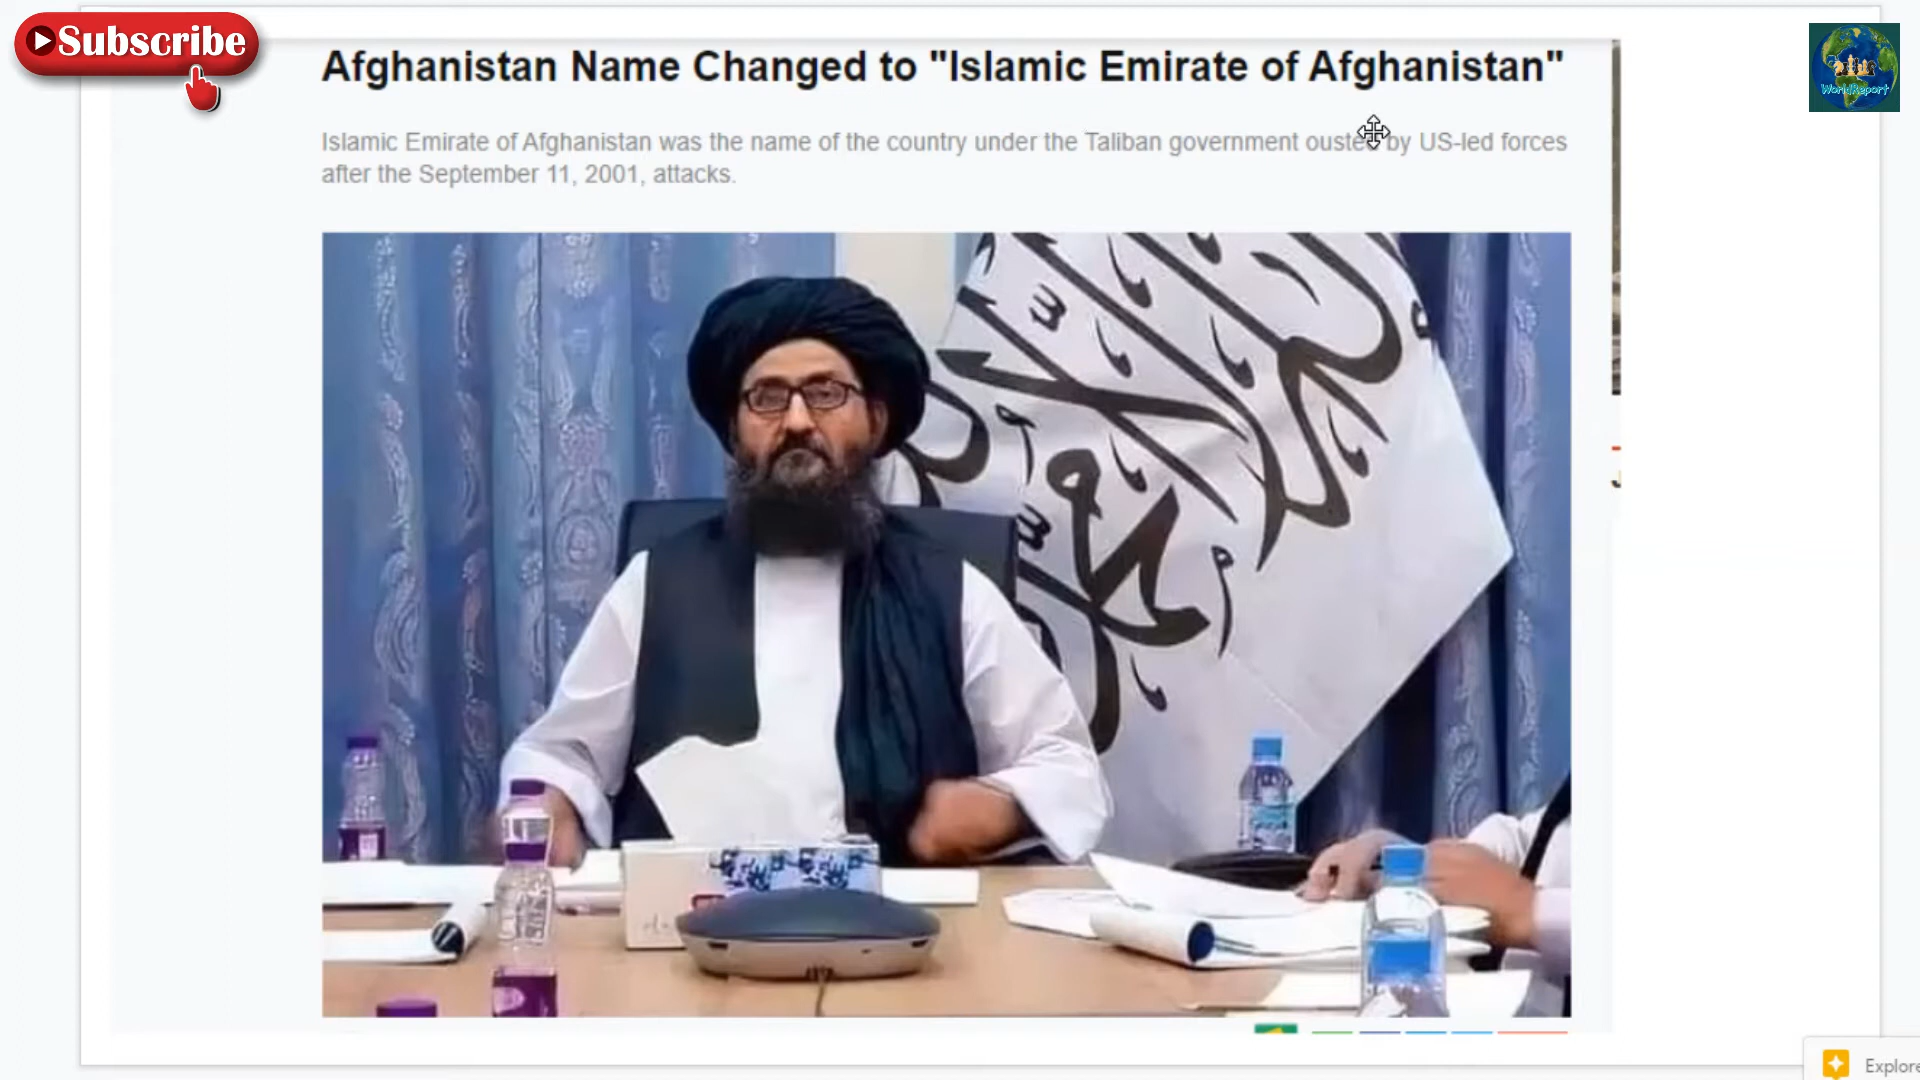 Subscribe
Afghanistan Name Changed to "Islamic Emirate of Afghanistan"
WorldReport
Islamic Emirate of Afghanistan was the name of the country under the Taliban government ousted by US-led forces
after the September 11, 2001, attacks.
Explore